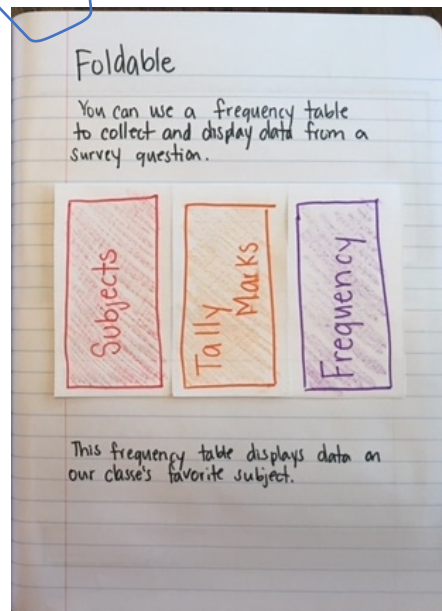 Foldable
You can use a frequency table
to collect and display data from a
survey question.
Subjects
Tally
Marks
Frequency
This frequency table displays data on
our classe's favorite subject.